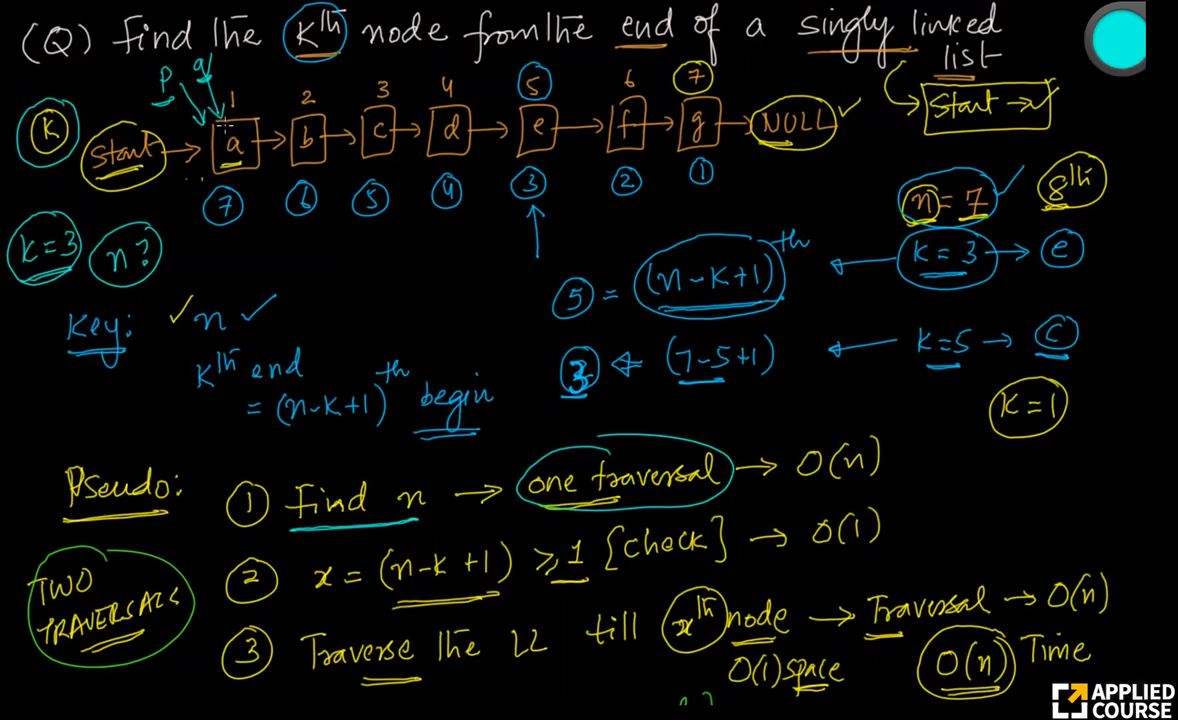 (Q) Find the Kth node from the end of a singly linked list
p q
1 2 3 4 5 6 7
K Start a b c d e f g NULL Start
7 6 5 4 3 2 1
n = 7 8th
k = 3 n? 5 = (n-k+1)th k = 3 → e
Key: n
3 ⇐ (7-5+1) k=5 → c
Kth end
= (n-k+1)th begin
k=1
Pseudo: 1 Find n → one traversal → O(n)
2 x = (n-k+1) ≥ 1 [check] → O(1)
TWO TRAVERSALS
3 Traverse the LL till xth node → Traversal → O(n)
O(1) space O(n) Time
APPLIED
COURSE